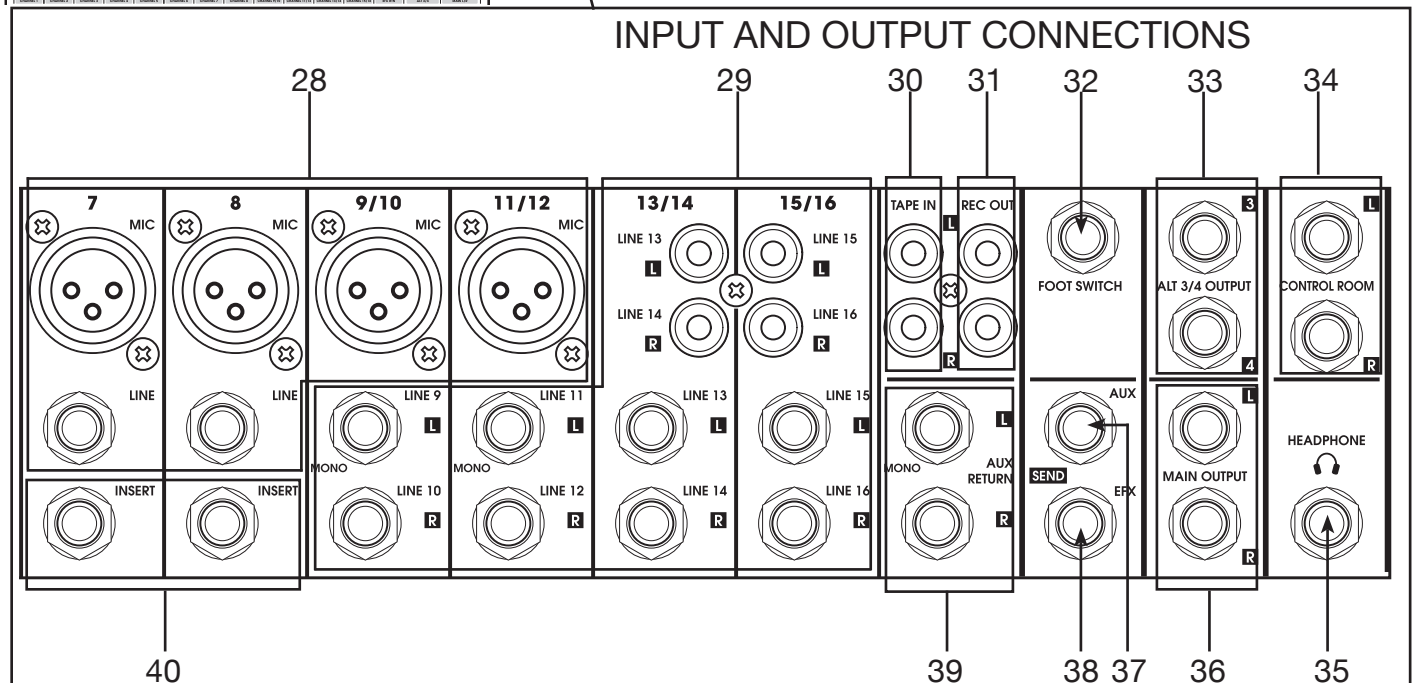 INPUT AND OUTPUT CONNECTIONS
28 29 30 31 32 33 34
7 8 9/10 11/12 13/14 15/16
MIC MIC MIC MIC
LINE 13 L LINE 15 L
LINE 14 R LINE 16 R
TAPE IN L REC OUT
R
FOOT SWITCH
3
ALT 3/4 OUTPUT
4
L
CONTROL ROOM
R
LINE LINE LINE 9 L LINE 11 L LINE 13 L LINE 15 L
MONO MONO
INSERT INSERT LINE 10 R LINE 12 R LINE 14 R LINE 16 R
L
MONO AUX
RETURN
R
AUX
SEND
EFX
L
MAIN OUTPUT
R
HEADPHONE
40 39 38 37 36 35